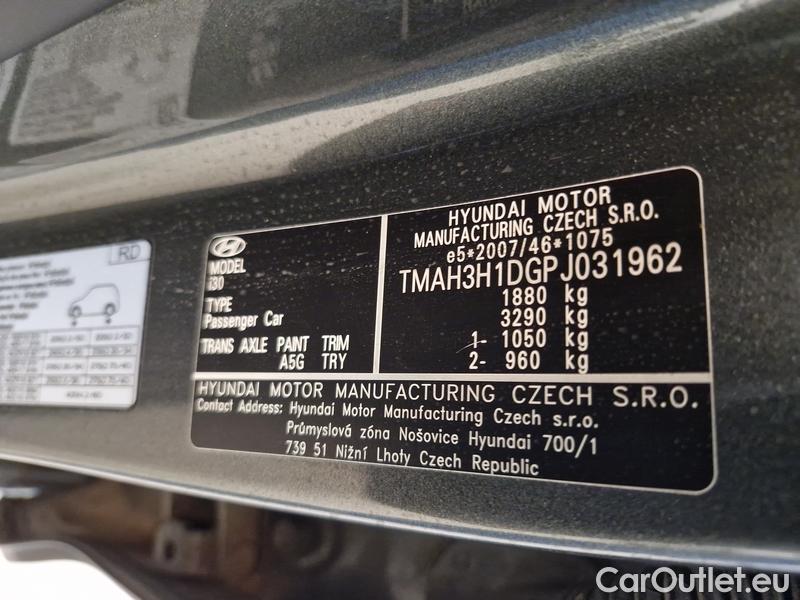 RD
MODEL
i30
TYPE
Passenger Car
TRANS AXLE PAINT TRIM
A5G TRY
HYUNDAI MOTOR
MANUFACTURING CZECH S.R.O.
e5*2007/46*1075
TMAH3H1DGPJ031962
1880 kg
3290 kg
1- 1050 kg
2- 960 kg
HYUNDAI MOTOR MANUFACTURING CZECH S.R.O.
Contact Address: Hyundai Motor Manufacturing Czech s.r.o.
Průmyslová zóna Nošovice Hyundai 700/1
739 51 Nižní Lhoty Czech Republic
CarOutlet.eu